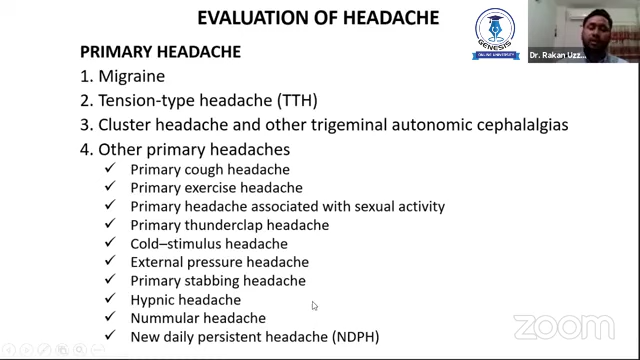 EVALUATION OF HEADACHE
PRIMARY HEADACHE
1. Migraine
2. Tension-type headache (TTH)
3. Cluster headache and other trigeminal autonomic cephalalgias
4. Other primary headaches
✓ Primary cough headache
✓ Primary exercise headache
✓ Primary headache associated with sexual activity
✓ Primary thunderclap headache
✓ Cold–stimulus headache
✓ External pressure headache
✓ Primary stabbing headache
✓ Hypnic headache
✓ Nummular headache
✓ New daily persistent headache (NDPH)
GENESIS
ONLINE UNIVERSITY
Dr. Rakan Uzz...
zoom